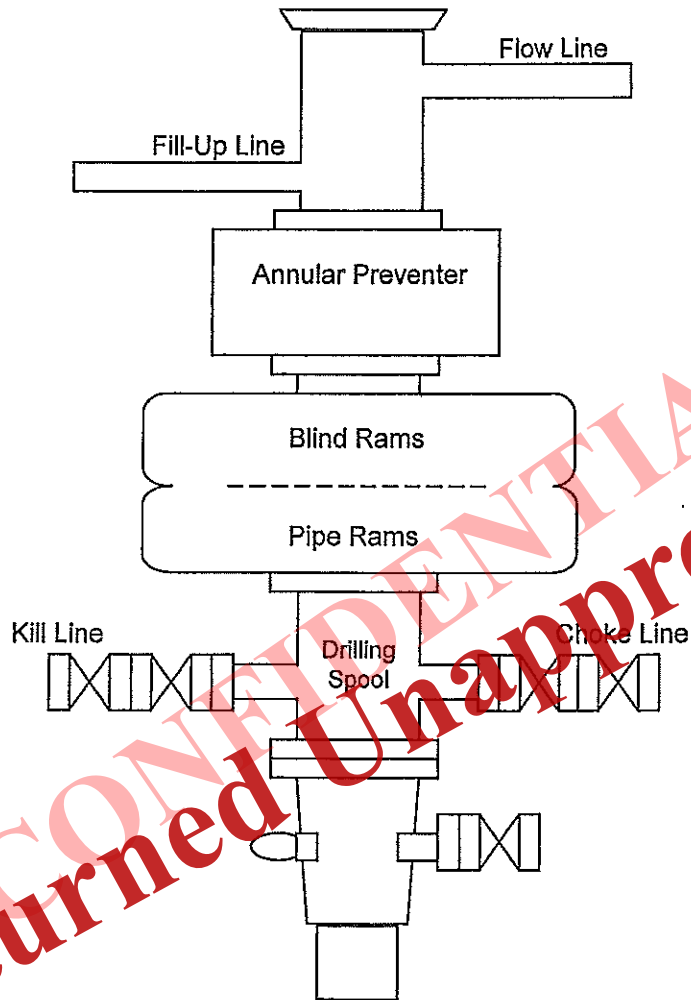 Flow Line
Fill-Up Line
Annular Preventer
Blind Rams
Pipe Rams
Kill Line
Choke Line
Drilling
Spool
CONFIDENTIA
urned Unappro